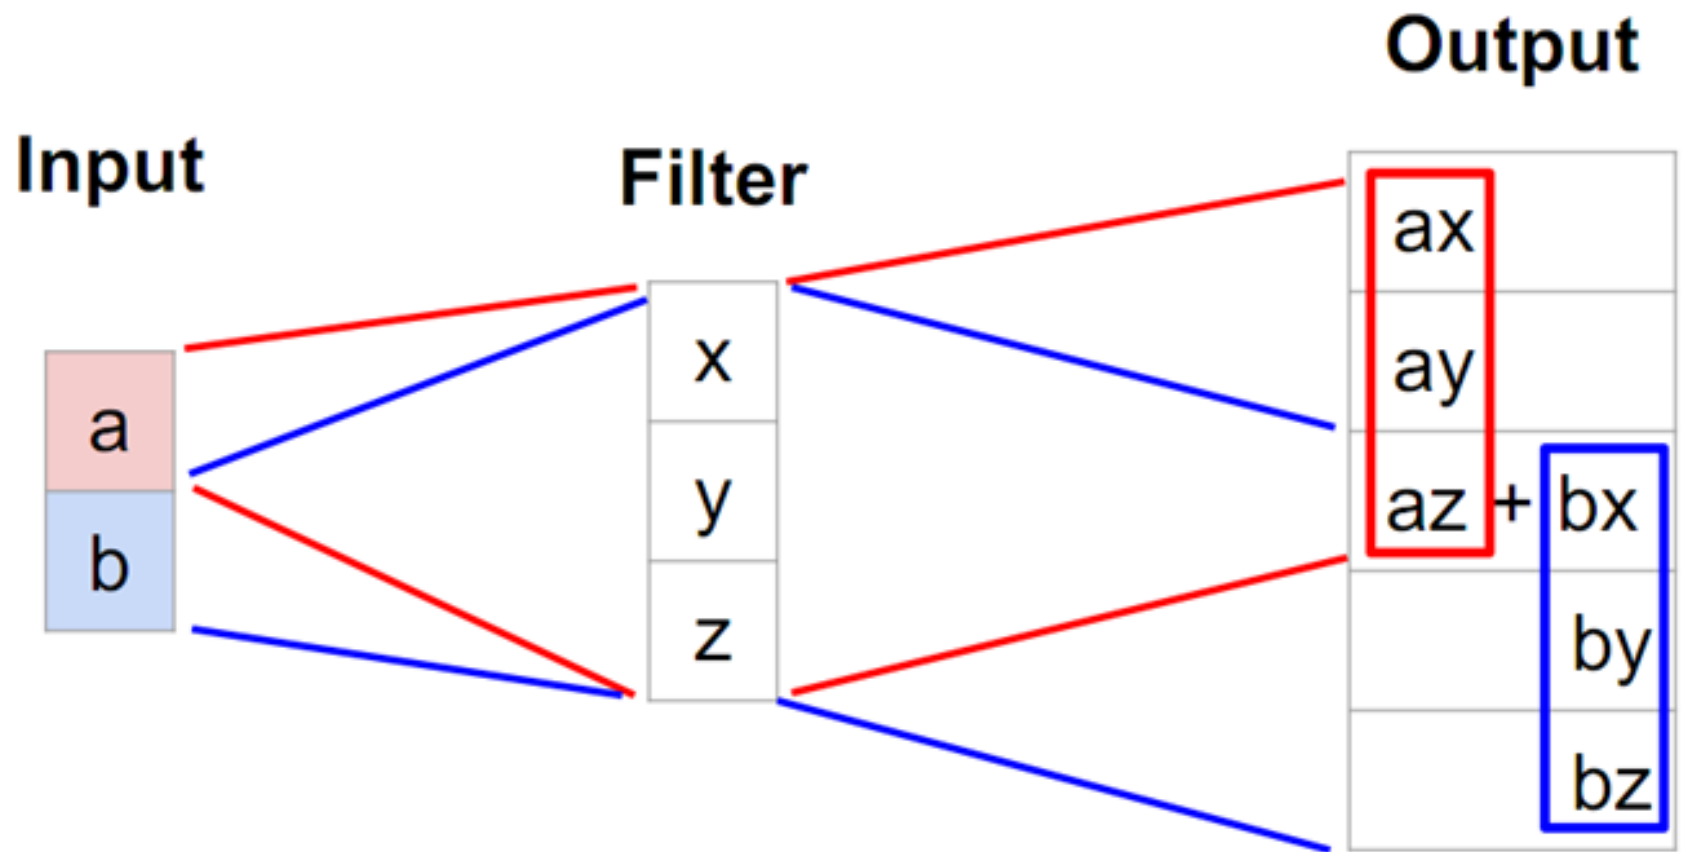 Input
a
b
Filter
x
y
z
Output
ax
ay
az + bx
by
bz